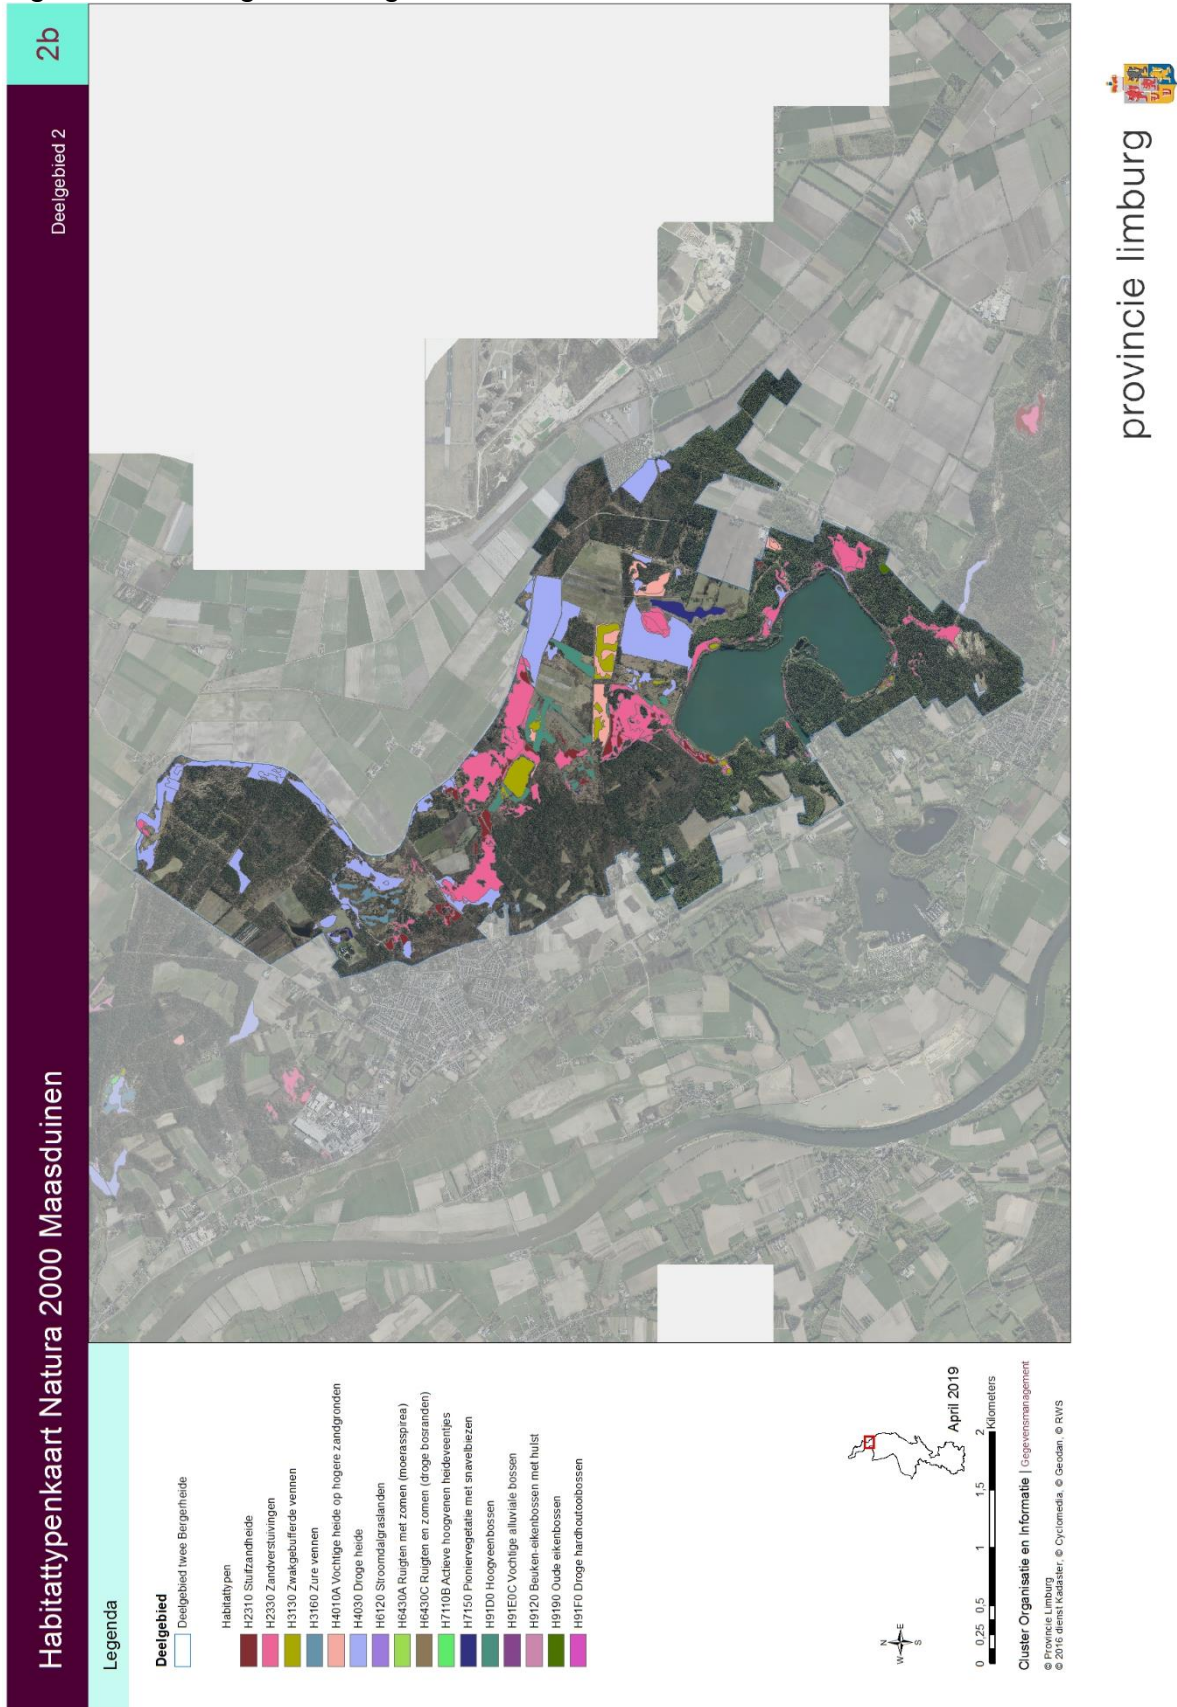 Habitattypenkaart Natura 2000 Maasduinen
Deelgebied 2
2b
Legenda
Deelgebied
Deelgebied twee Bergerheide
Habitattypen
H2310 Stuifzandheide
H2330 Zandverstuivingen
H3130 Zwakgebufferde vennen
H3160 Zure vennen
H4010A Vochtige heide op hogere zandgronden
H4030 Droge heide
H6120 Stroomdalgraslanden
H6430A Ruigten met zomen (moerasspirea)
H6430C Ruigten en zomen (droge bosranden)
H7110B Actieve hoogvenen heideveentjes
H7150 Pioniervegetatie met snavelbiezen
H91D0 Hoogveenbossen
H91E0C Vochtige alluviale bossen
H9120 Beuken-eikenbossen met hulst
H9190 Oude eikenbossen
H91F0 Droge hardhoutooibossen
N
W E
S
April 2019
0 0,25 0,5 1 1,5 2
Kilometers
Cluster Organisatie en Informatie | Gegevensmanagement
© Provincie Limburg
© 2016 dienst Kadaster, © Cyclomedia, © Geodan, © RWS
provincie limburg